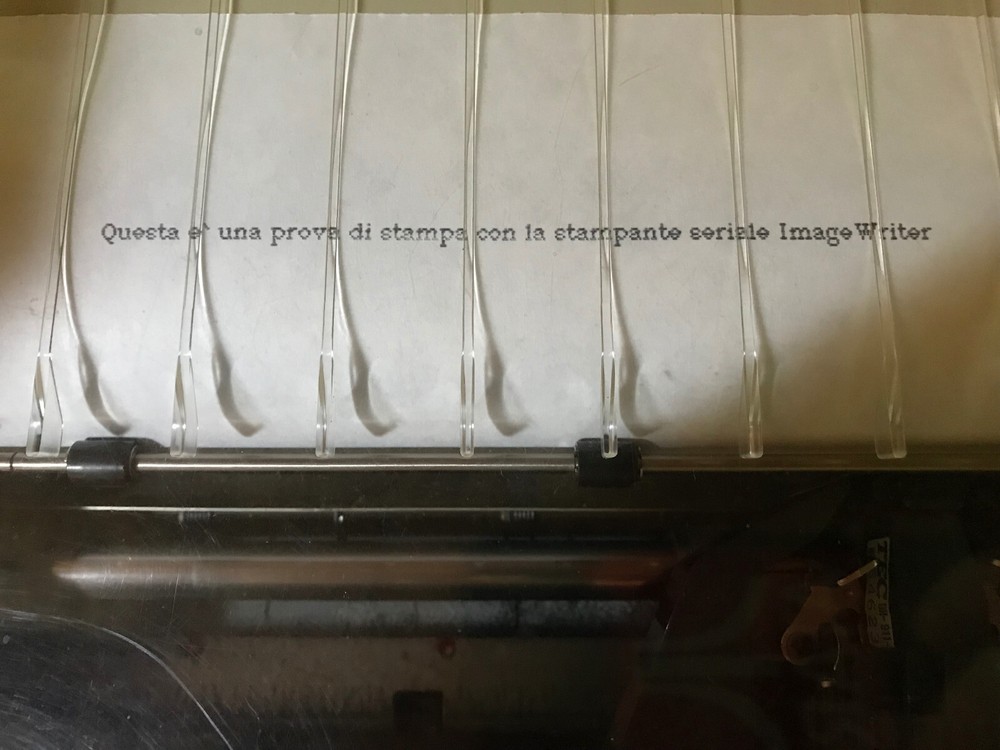 Questa e` una prova di stampa con la stampante seriale ImageWriter